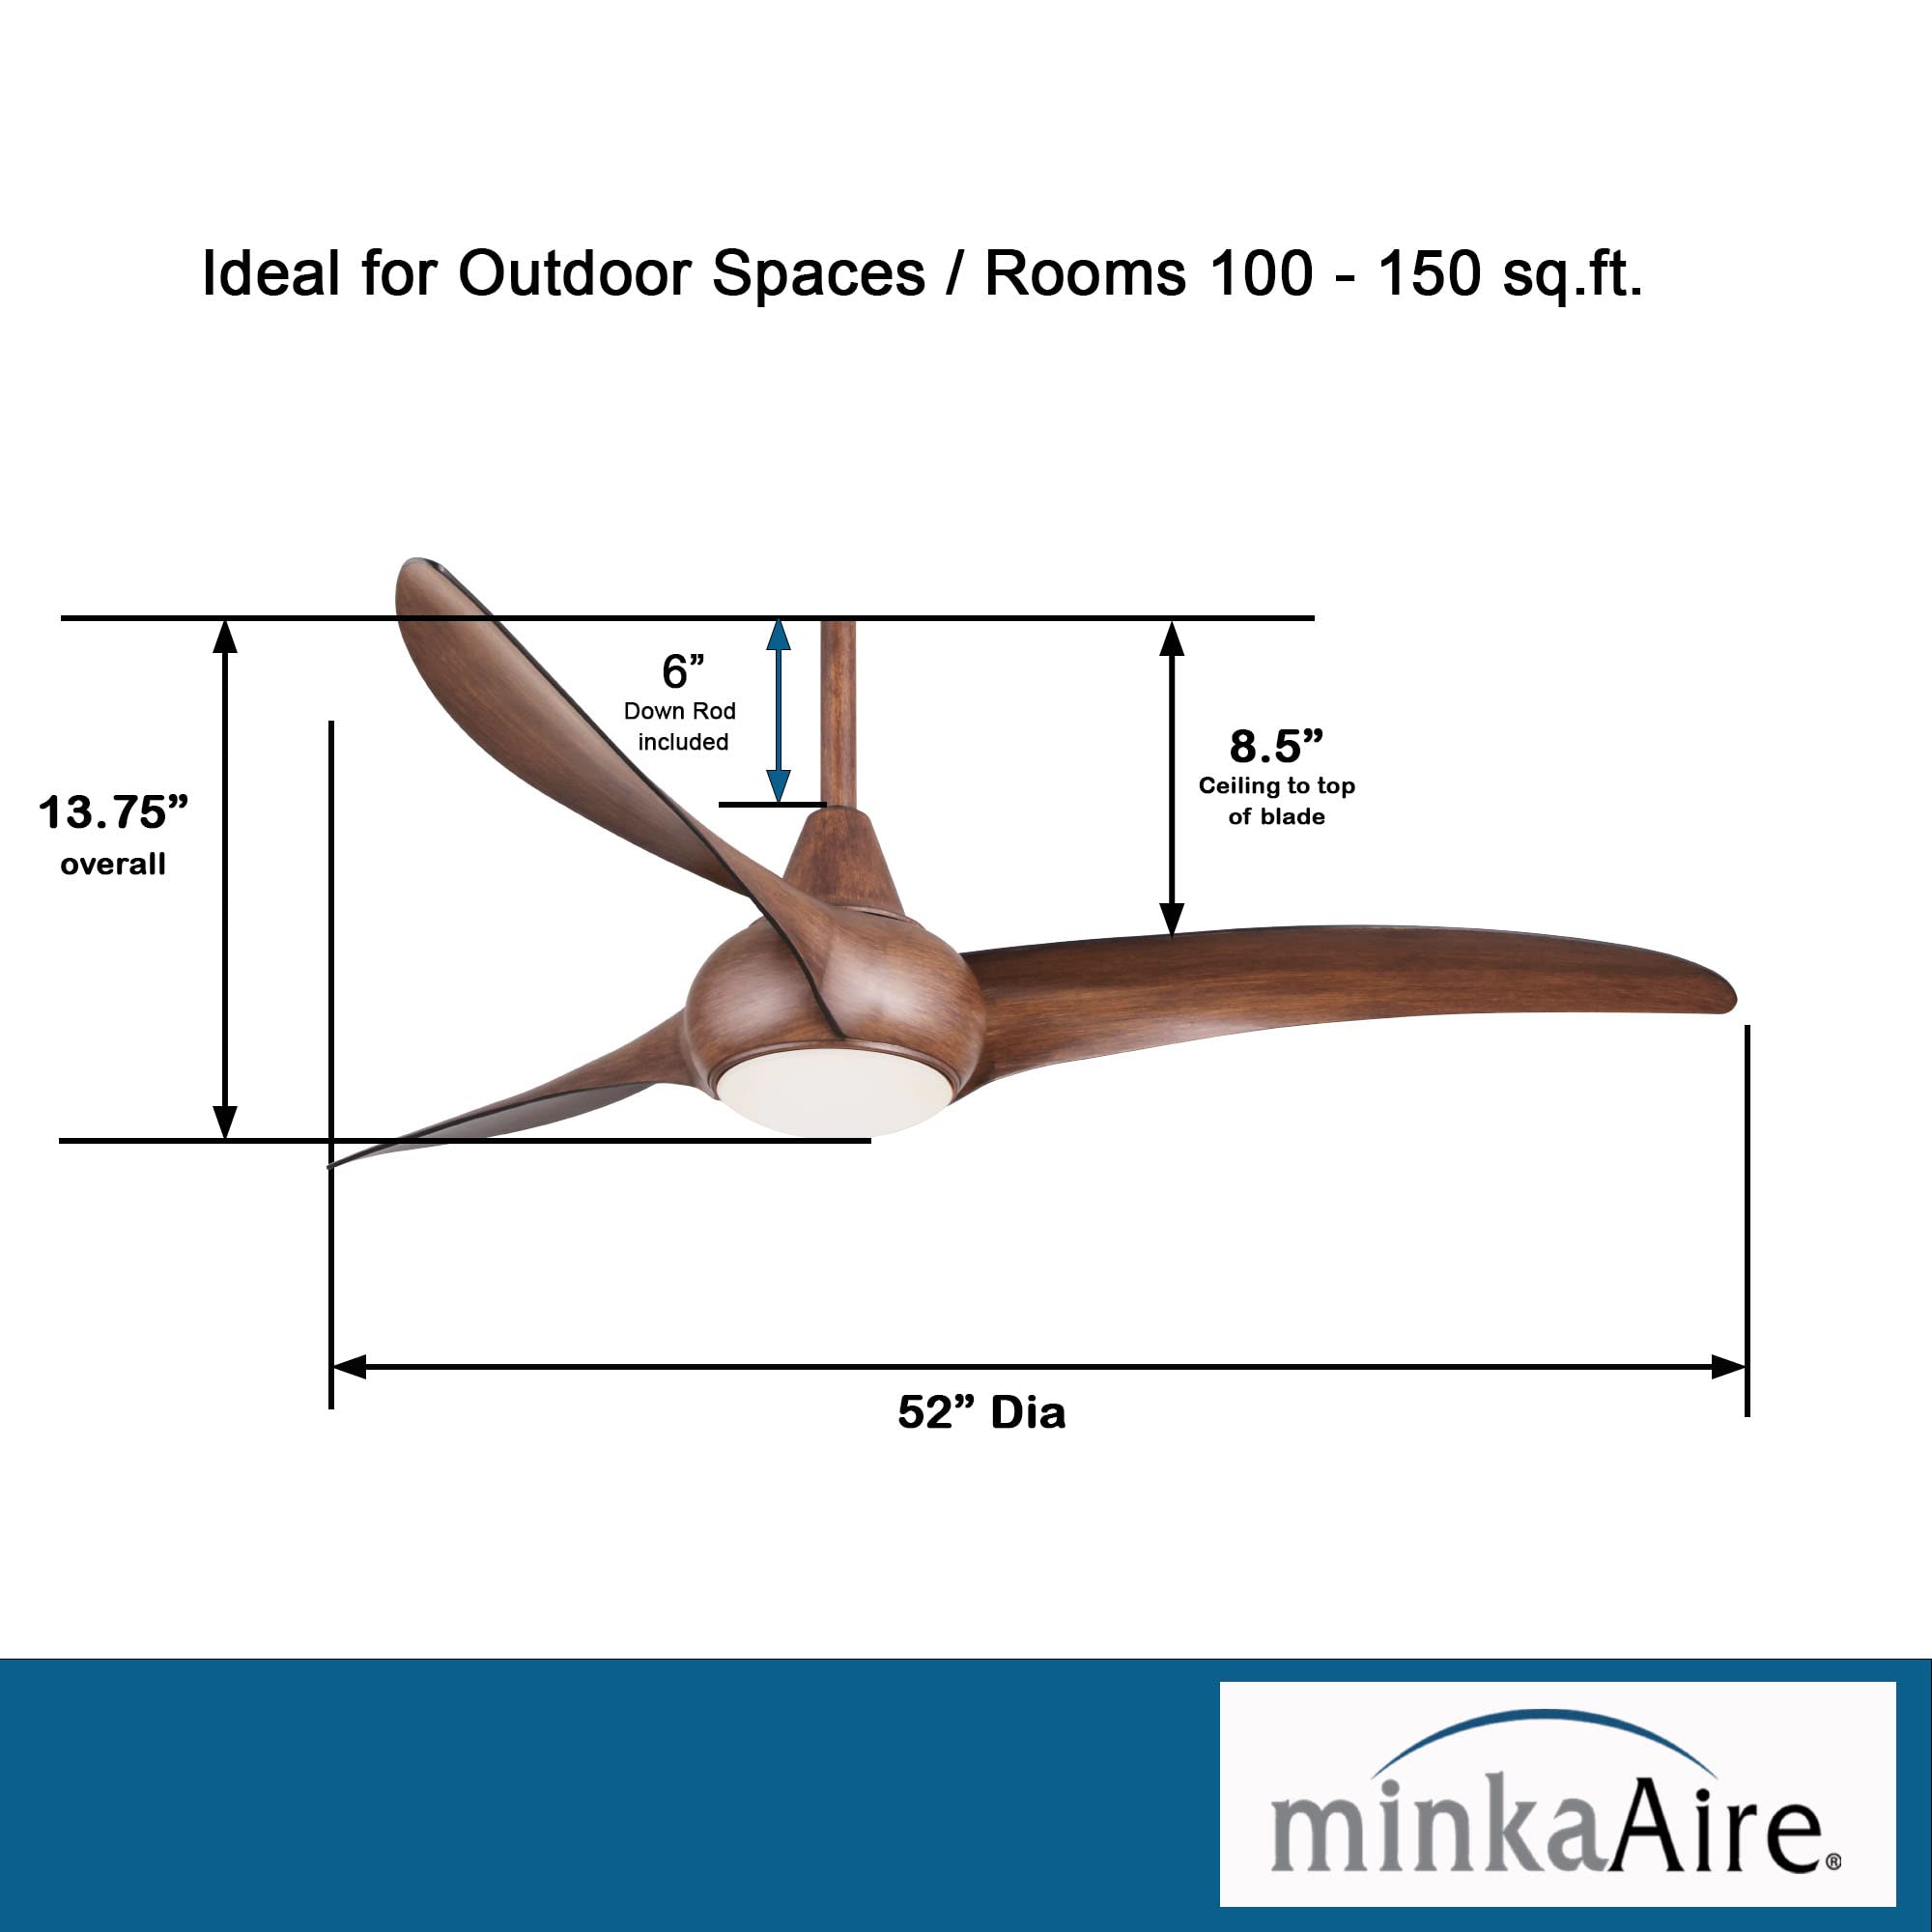 Ideal for Outdoor Spaces / Rooms 100 - 150 sq.ft.
6”
Down Rod
included
8.5”
Ceiling to top
of blade
13.75”
overall
52” Dia
minkaAire®